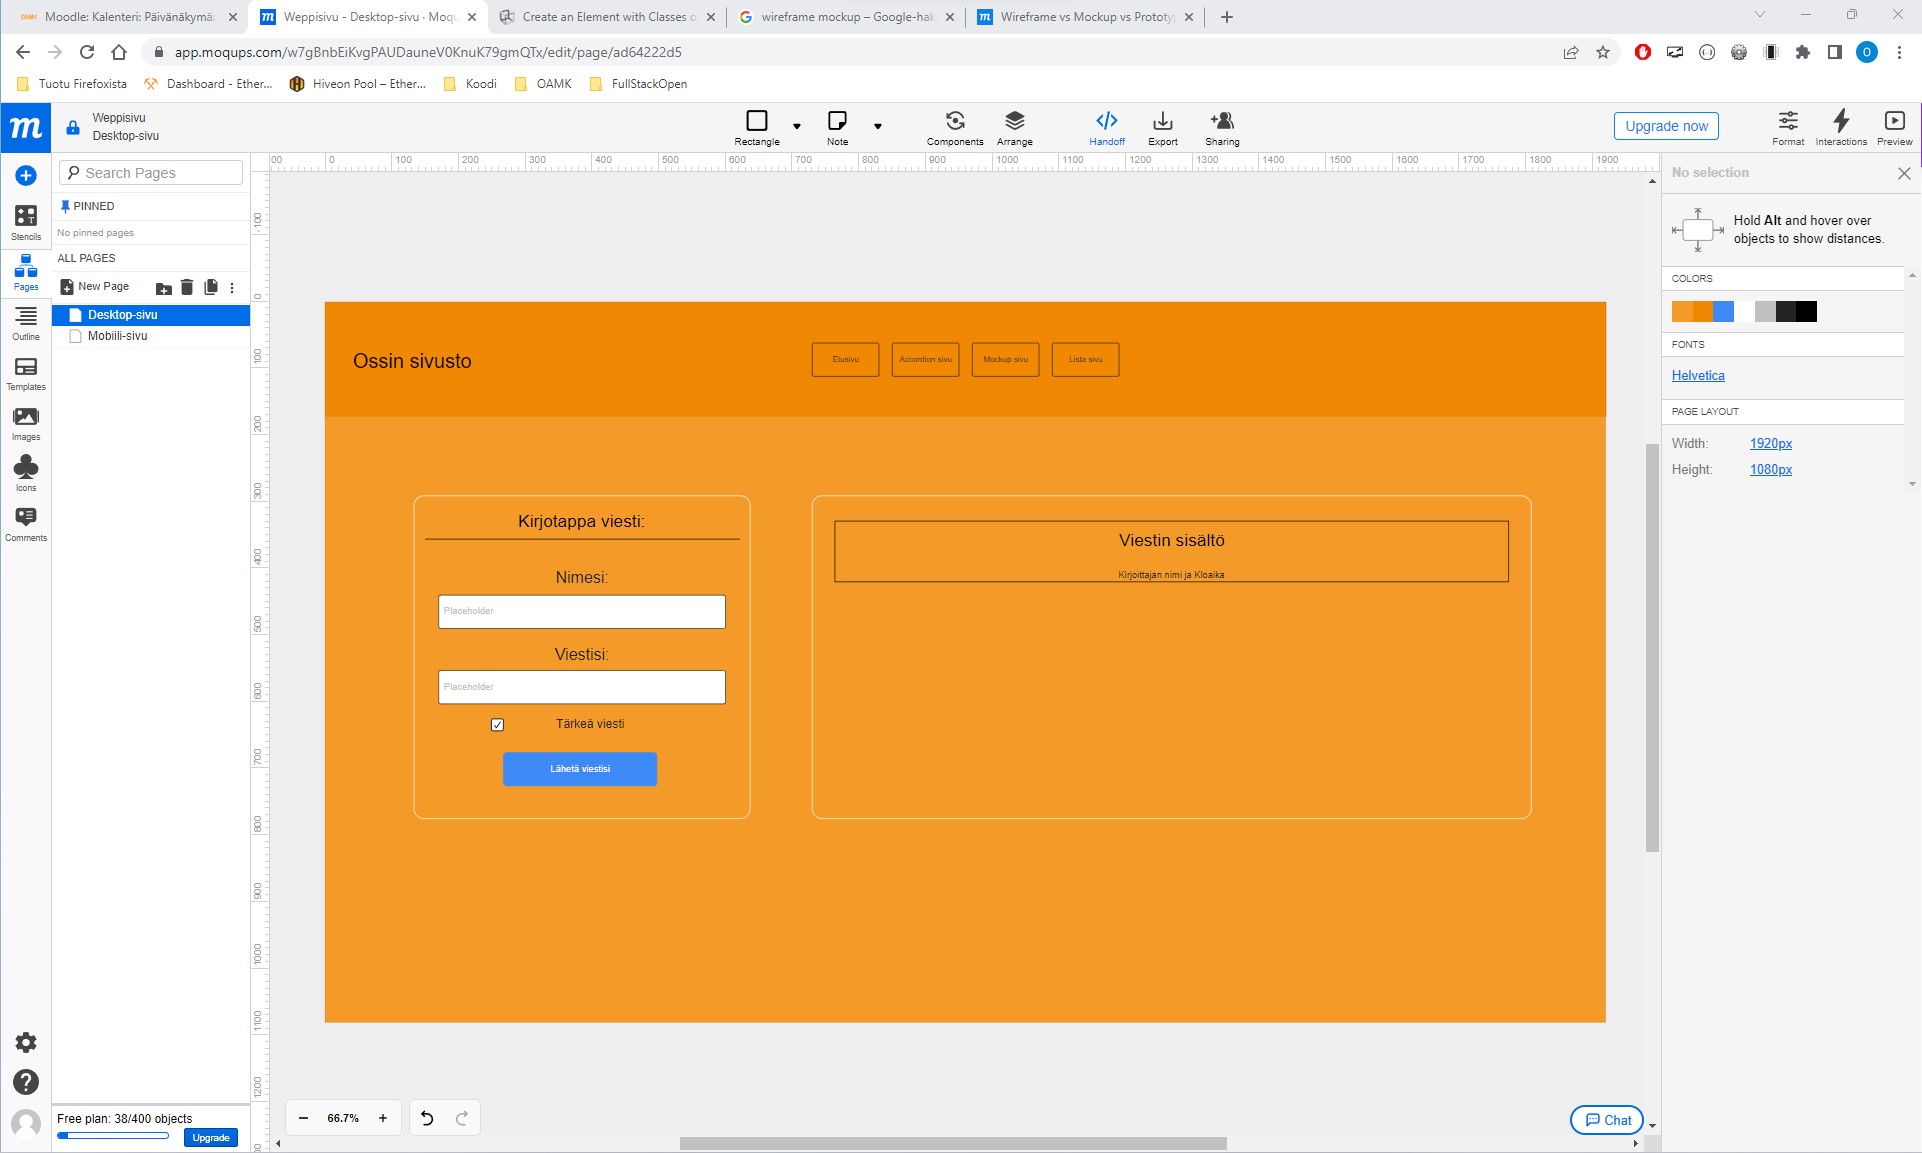 Moodle: Kalenteri: Päivänäkymä:
Weppisivu - Desktop-sivu · Moqu
Create an Element with Classes o
wireframe mockup – Google-hak
Wireframe vs Mockup vs Prototyp
app.moqups.com/w7gBnbEiKvgPAUDauneV0KnuK79gmQTx/edit/page/ad64222d5
O
Tuotu Firefoxista
Dashboard - Ether...
Hiveon Pool – Ether...
Koodi
OAMK
FullStackOpen
m
Weppisivu
Desktop-sivu
Rectangle
Note
Components
Arrange
Handoff
Export
Sharing
Upgrade now
Format
Interactions
Preview
Search Pages
PINNED
No pinned pages
ALL PAGES
New Page
Desktop-sivu
Mobiili-sivu
Stencils
Pages
Outline
Templates
Images
Icons
Comments
00 0 100 200 300 400 500 600 700 800 900 1000 1100 1200 1300 1400 1500 1600 1700 1800 1900
-100
0
100
200
300
400
500
600
700
800
900
1000
1100
1200
Ossin sivusto
Etusivu
Accordion sivu
Mockup sivu
Lista sivu
Kirjotappa viesti:
Nimesi:
Placeholder
Viestisi:
Placeholder
Tärkeä viesti
Lähetä viestisi
Viestin sisältö
Kirjoittajan nimi ja Kloaika
No selection
Hold Alt and hover over
objects to show distances.
COLORS
FONTS
Helvetica
PAGE LAYOUT
Width: 1920px
Height: 1080px
Free plan: 38/400 objects
Upgrade
66.7%
Chat